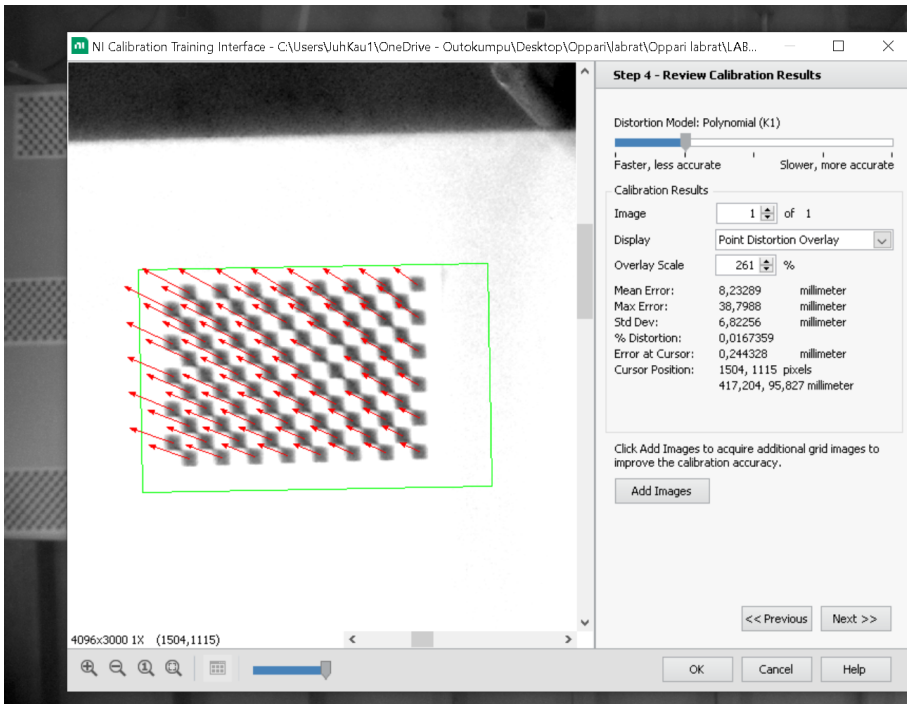 NI Calibration Training Interface - C:\Users\JuhKau1\OneDrive - Outokumpu\Desktop\Oppari\labrat\Oppari labrat\LAB...
Step 4 - Review Calibration Results
Distortion Model: Polynomial (K1)
Faster, less accurate Slower, more accurate
Calibration Results
Image 1 of 1
Display Point Distortion Overlay
Overlay Scale 261 %
Mean Error: 8,23289 millimeter
Max Error: 38,7988 millimeter
Std Dev: 6,82256 millimeter
% Distortion: 0,0167359
Error at Cursor: 0,244328 millimeter
Cursor Position: 1504, 1115 pixels
417,204, 95,827 millimeter
Click Add Images to acquire additional grid images to
improve the calibration accuracy.
Add Images
<< Previous Next >>
4096x3000 1X (1504,1115)
OK Cancel Help